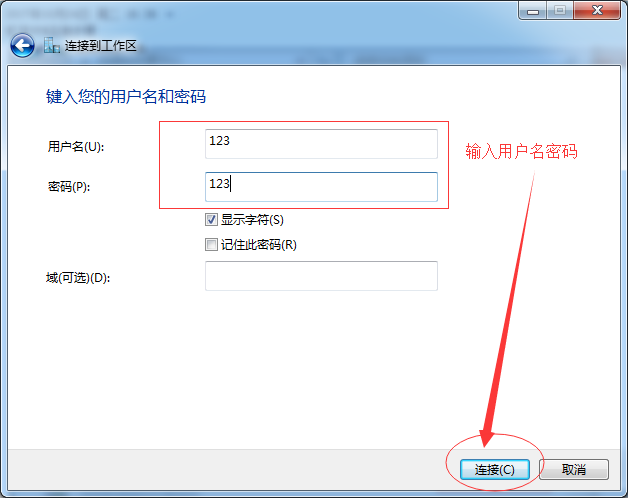 连接到工作区
键入您的用户名和密码
用户名(U):
123
输入用户名密码
密码(P):
123
显示字符(S)
记住此密码(R)
域(可选)(D):
连接(C)
取消